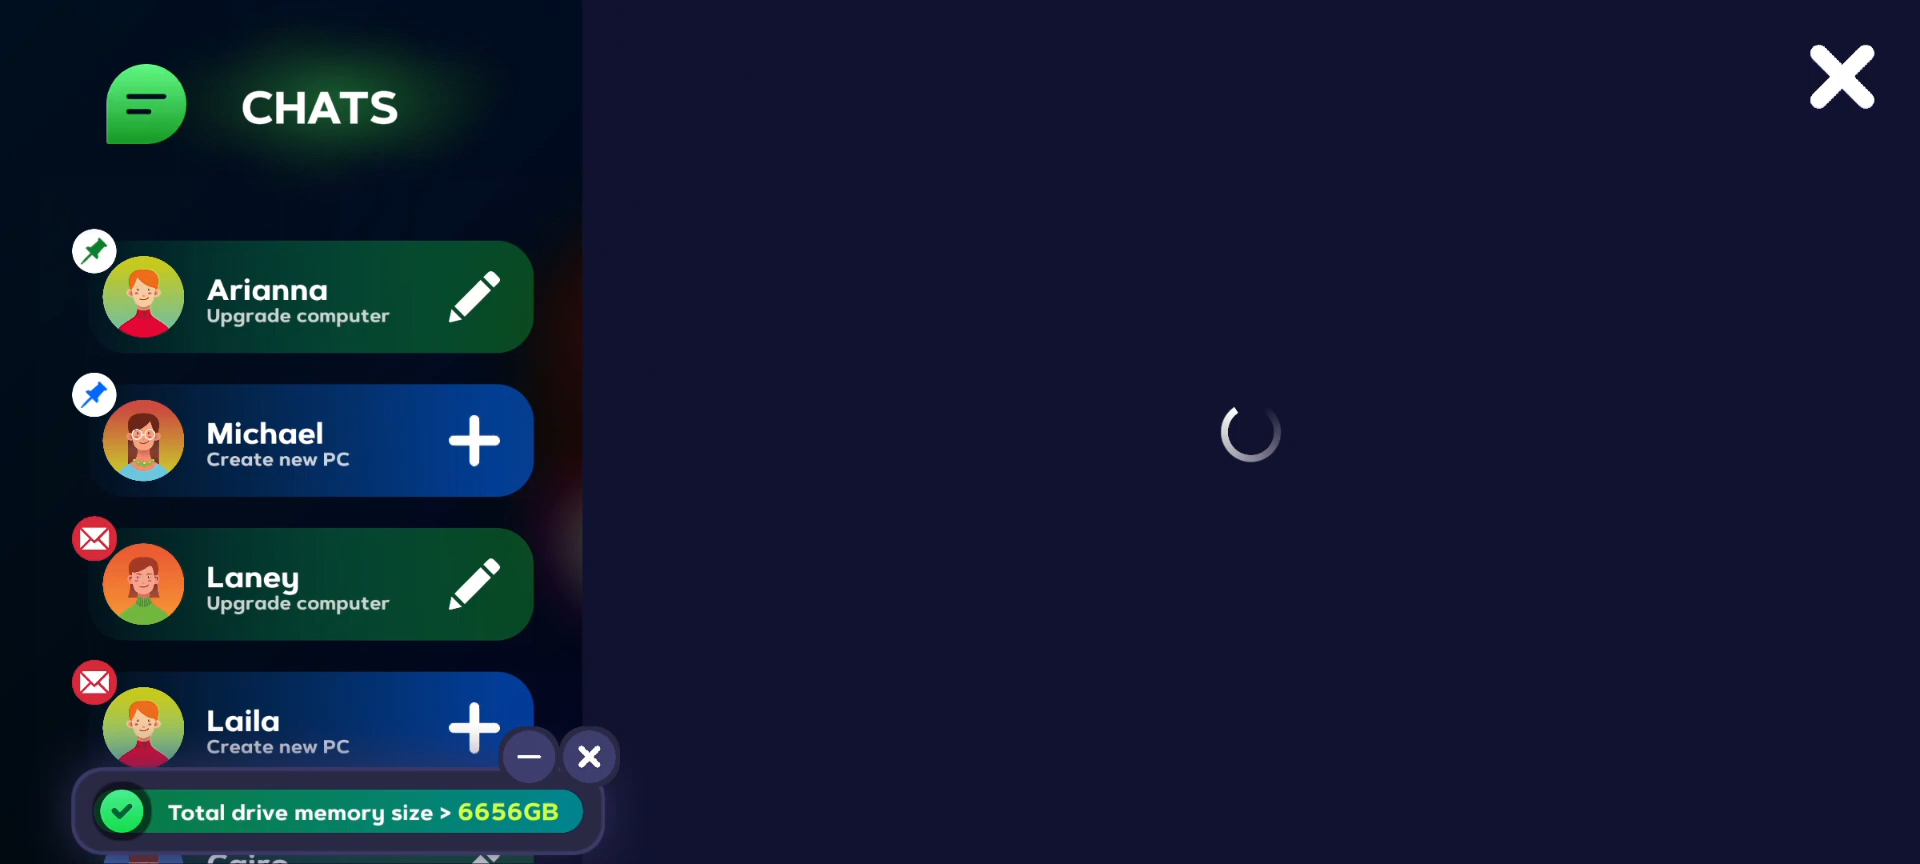 CHATS
Arianna
Upgrade computer
Michael
Create new PC
Laney
Upgrade computer
Laila
Create new PC
Total drive memory size > 6656GB